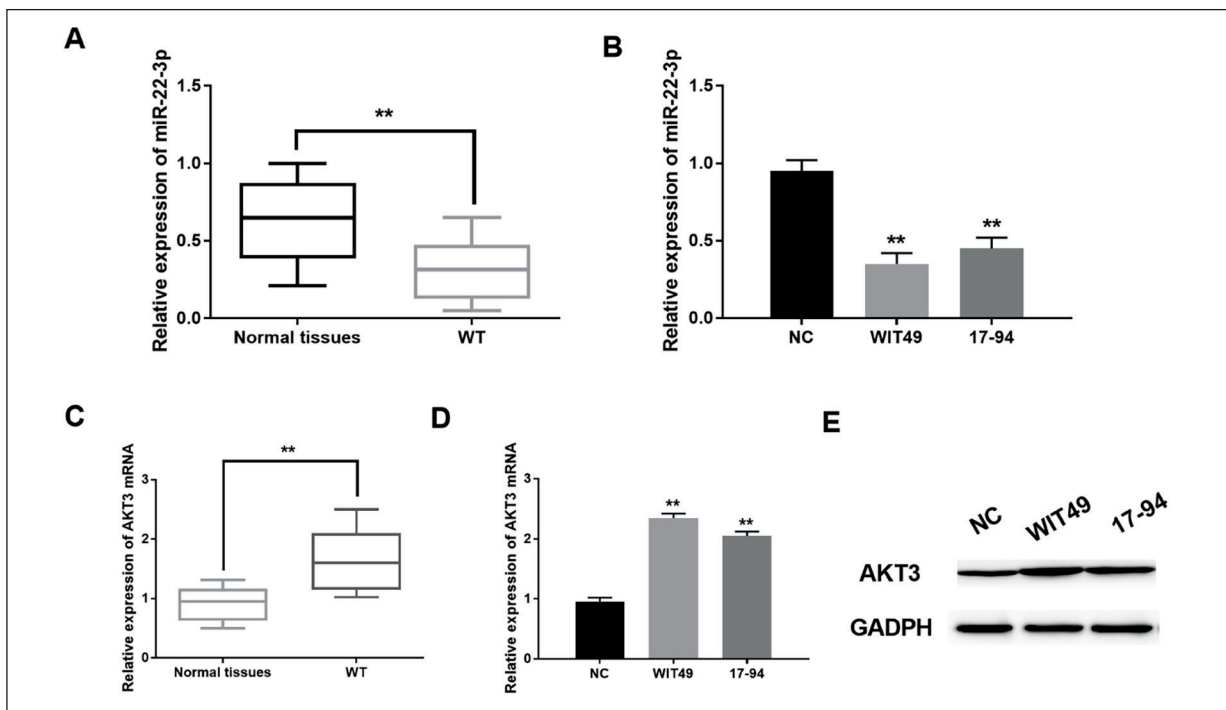 A
Relative expression of miR-22-3p
1.5
1.0
0.5
0.0
**
Normal tissues
WT
B
Relative expression of miR-22-3p
1.5
1.0
0.5
0.0
**
**
NC
WIT49
17-94
C
Relative expression of AKT3 mRNA
3
2
1
0
**
Normal tissues
WT
D
Relative expression of AKT3 mRNA
3
2
1
0
**
**
NC
WIT49
17-94
E
NC
WIT49
17-94
AKT3
GADPH